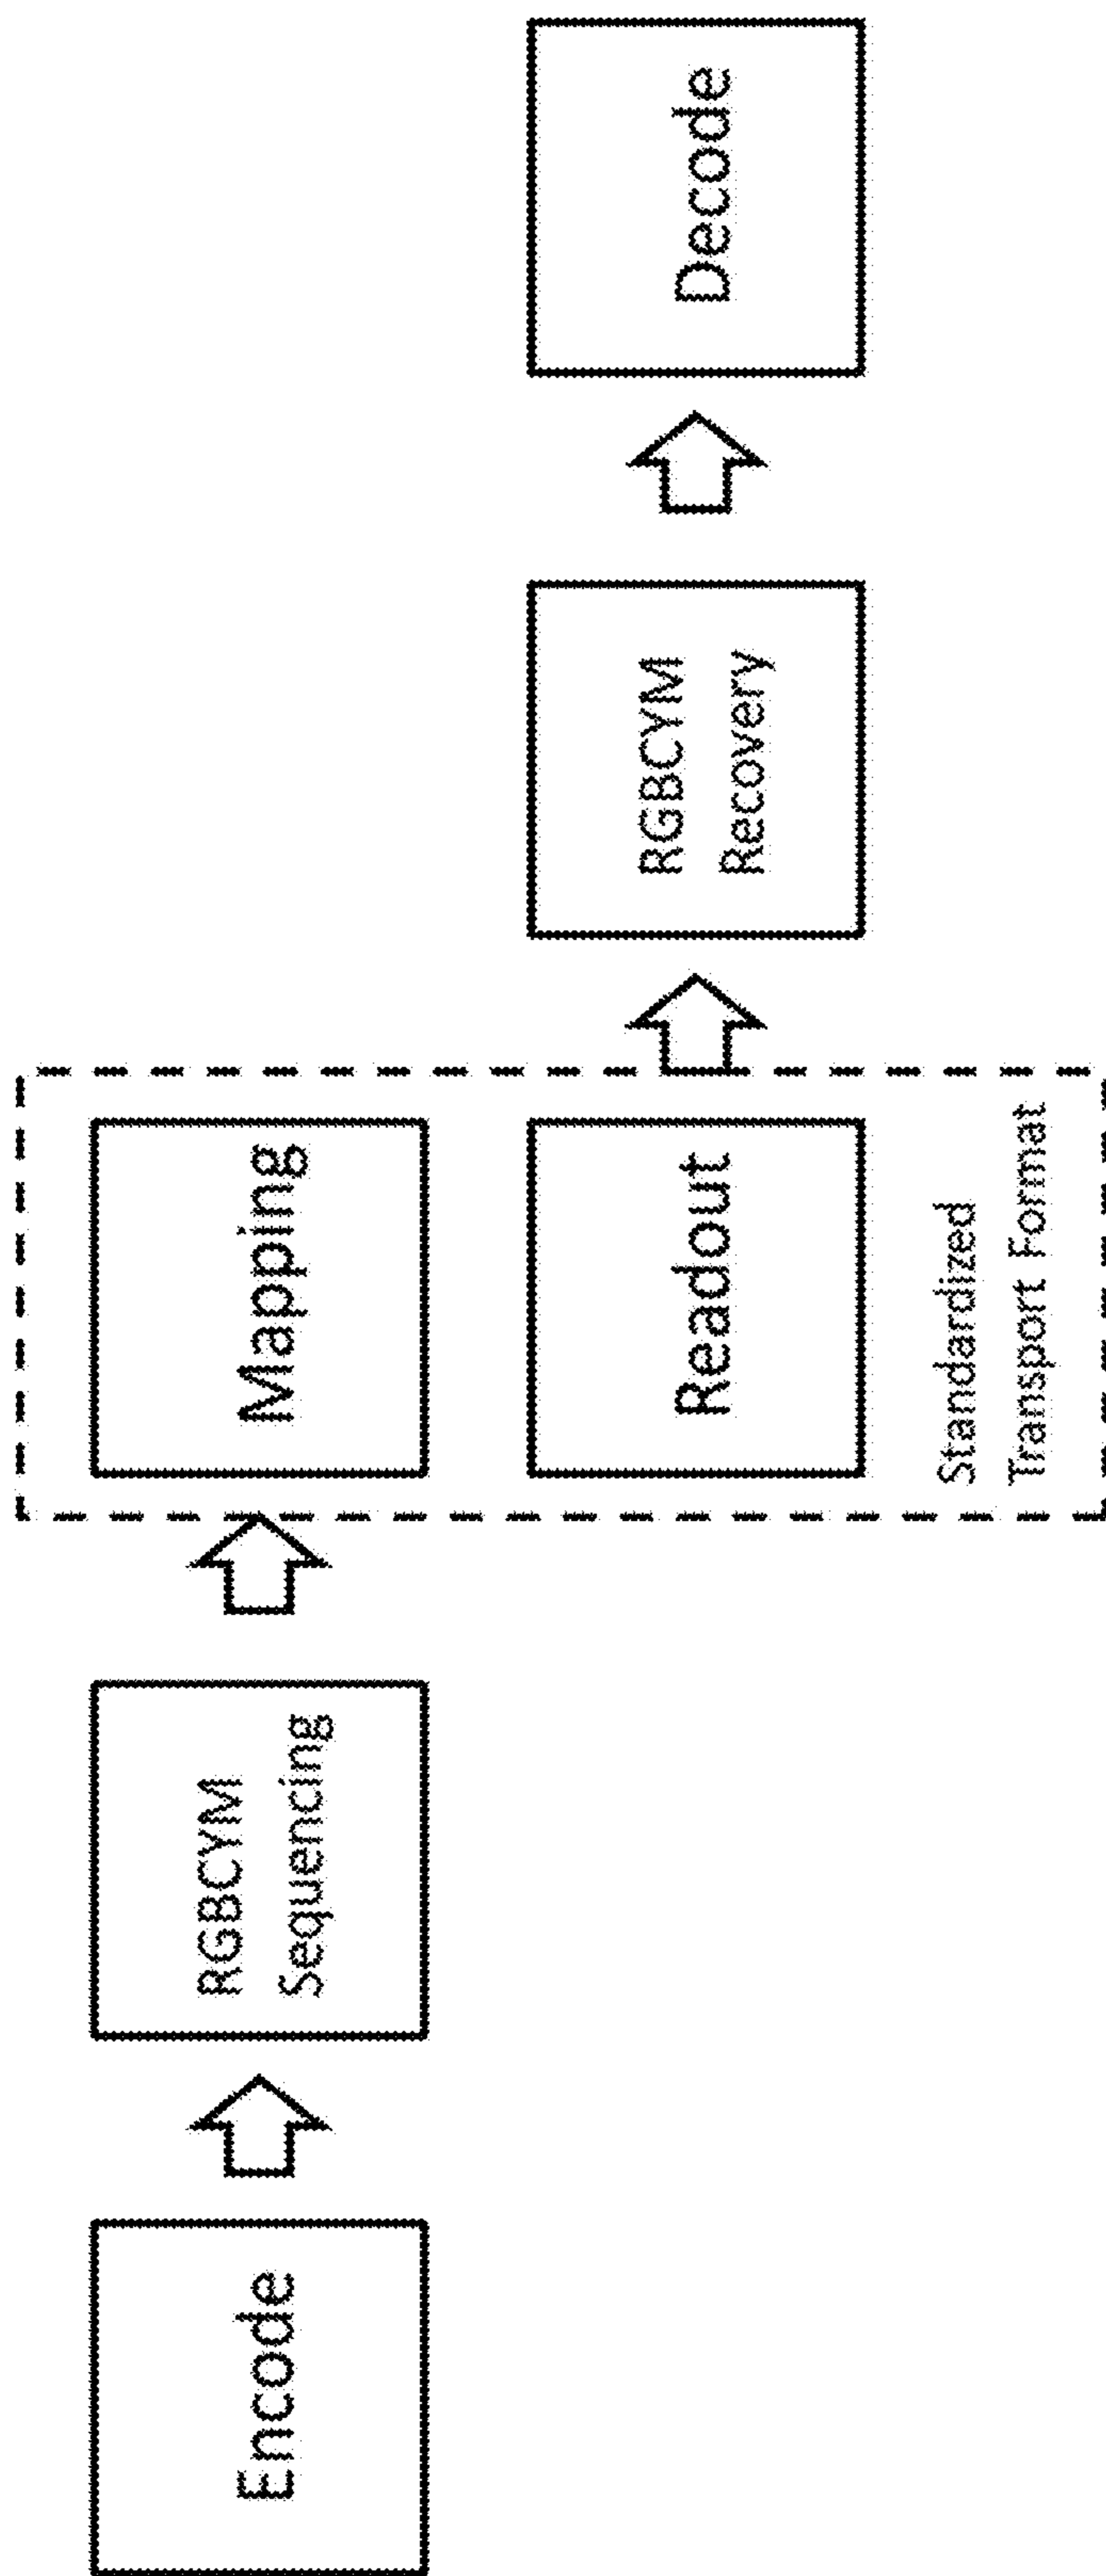 Encode
RGBCYM
Sequencing
Mapping
Readout
Standardized
Transport Format
RGBCYM
Recovery
Decode